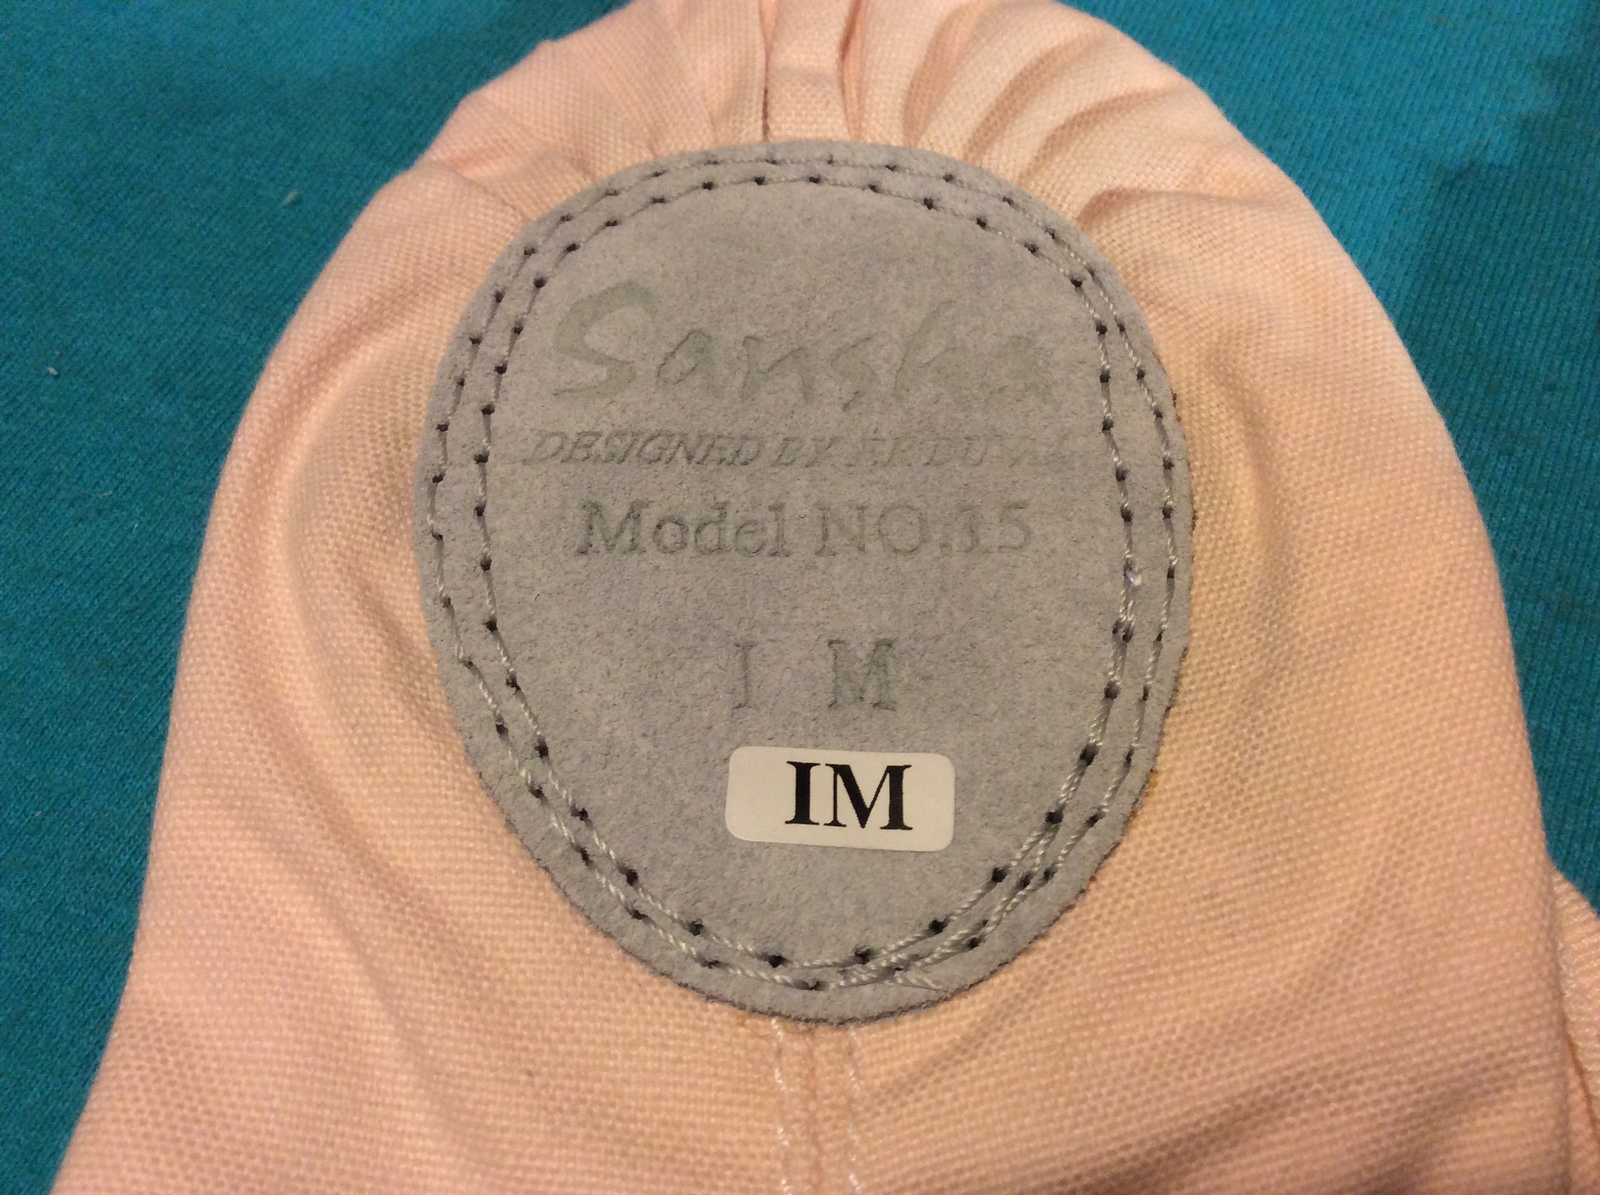 Sansha
DESIGNED BY
Model NO.15
I M
IM